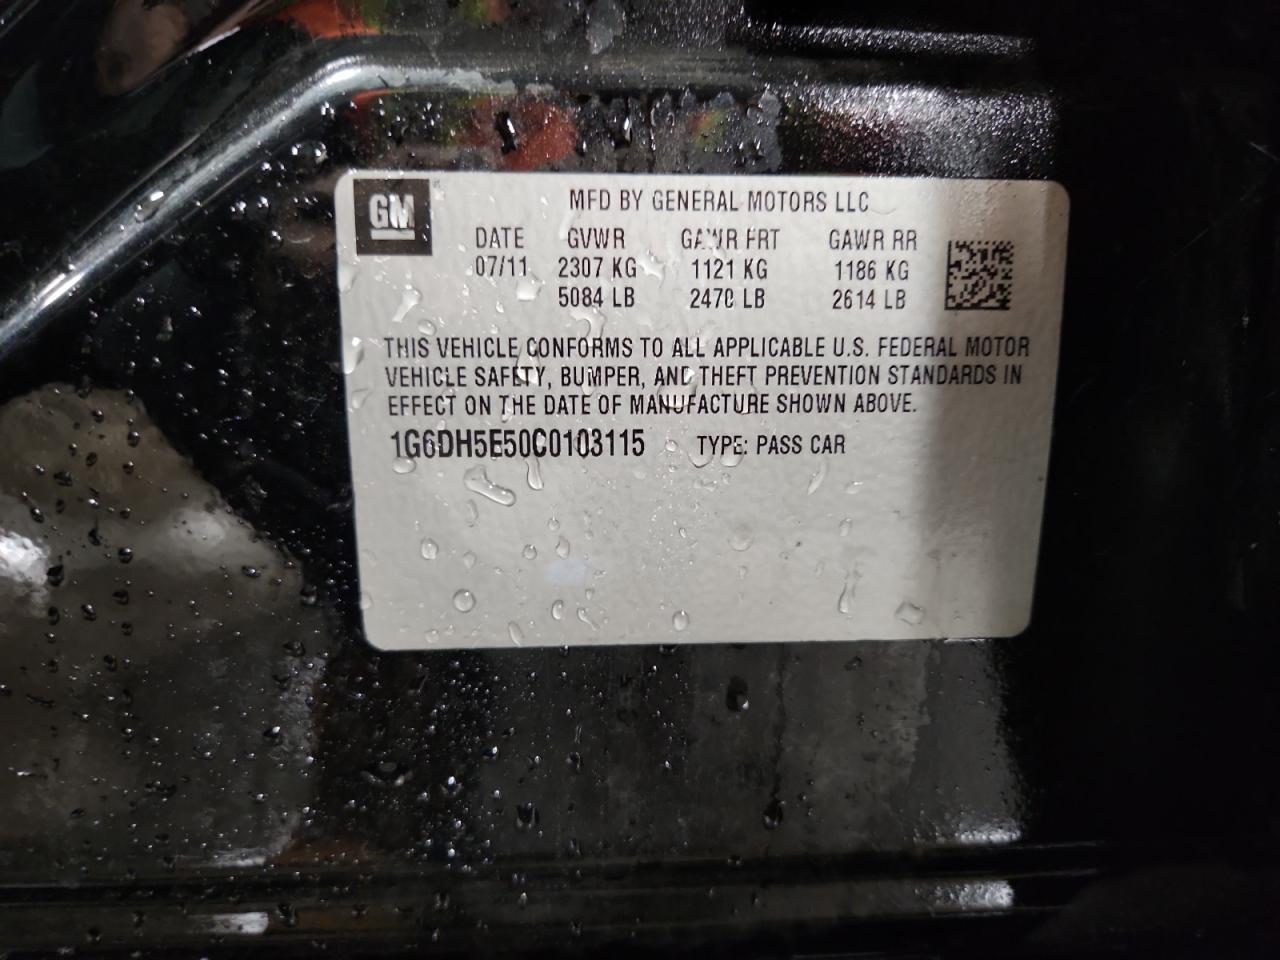 GM
MFD BY GENERAL MOTORS LLC
DATE GVWR GAWR FRT GAWR RR
07/11 2307 KG 1121 KG 1186 KG
5084 LB 2470 LB 2614 LB
THIS VEHICLE CONFORMS TO ALL APPLICABLE U.S. FEDERAL MOTOR
VEHICLE SAFETY, BUMPER, AND THEFT PREVENTION STANDARDS IN
EFFECT ON THE DATE OF MANUFACTURE SHOWN ABOVE.
1G6DH5E50C0103115 TYPE: PASS CAR